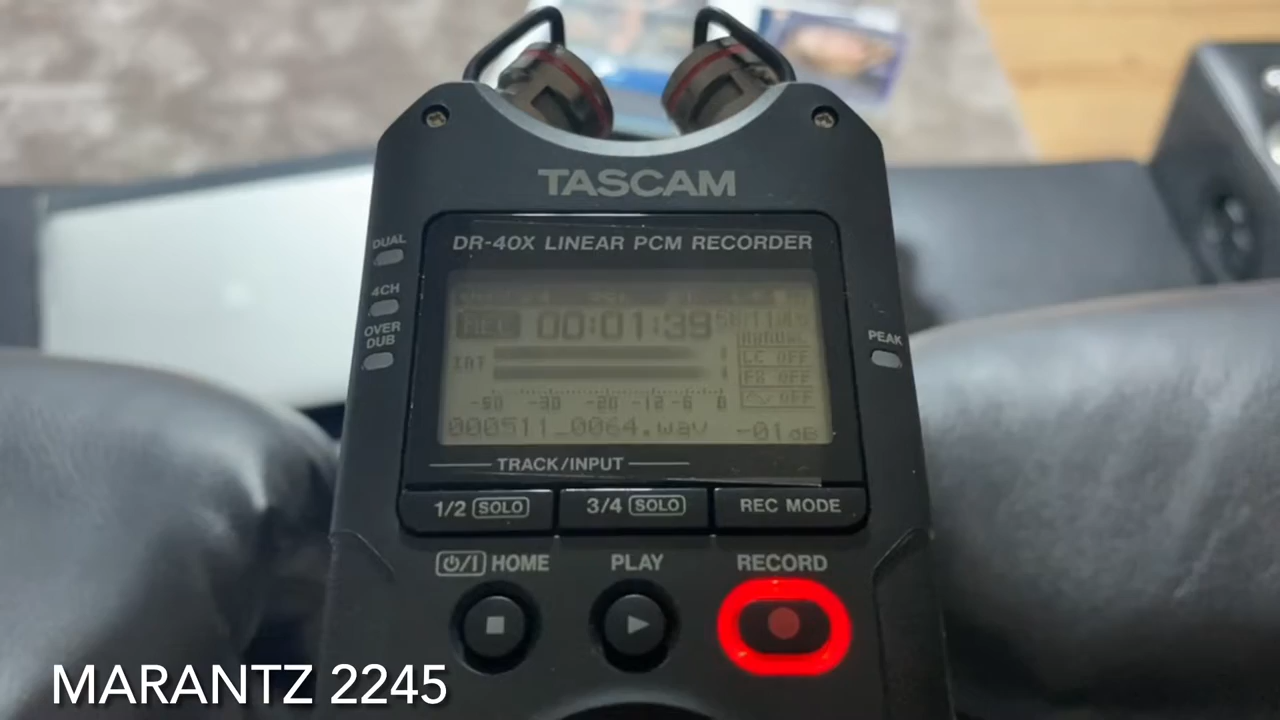 TASCAM
DR-40X LINEAR PCM RECORDER
DUAL
4CH
OVER
DUB
PEAK
REC 00:01:39
MANUAL
INT
LC OFF
FX OFF
OFF
-50 -30 -20 -12 -6 0
000511_0064.wav -01dB
TRACK/INPUT
1/2 SOLO 3/4 SOLO REC MODE
HOME PLAY RECORD
MARANTZ 2245